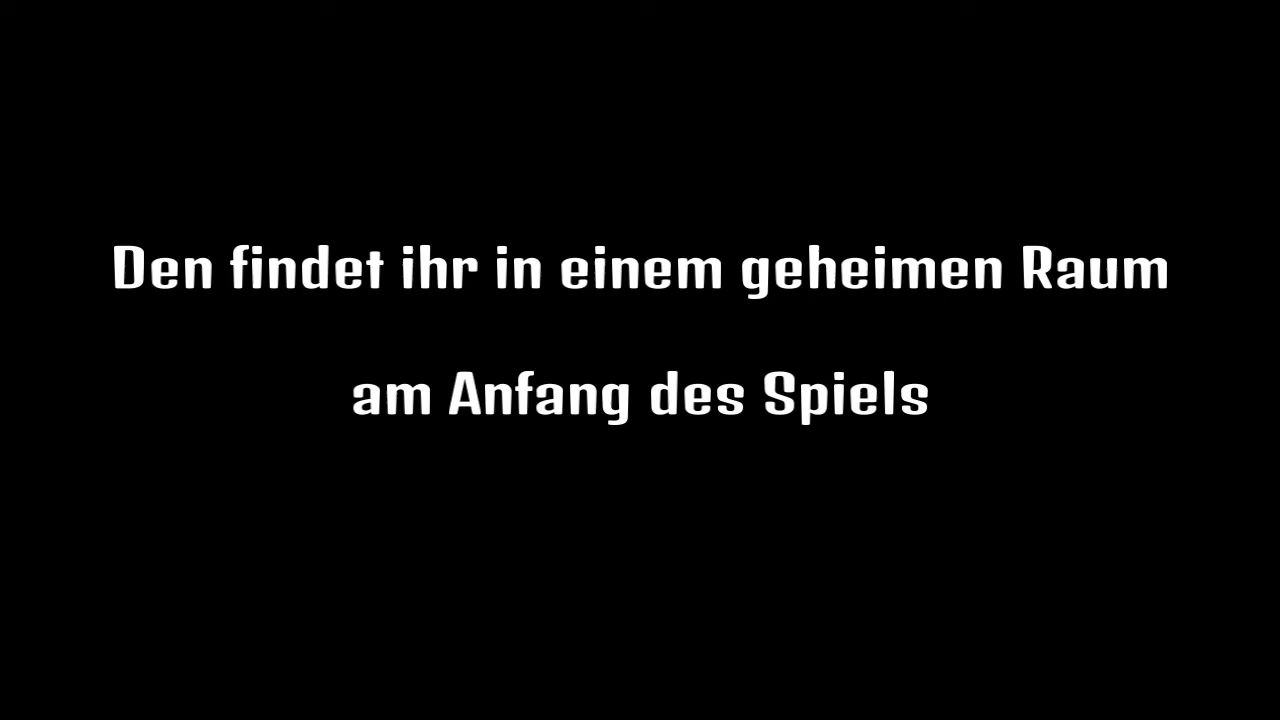 Den findet ihr in einem geheimen Raum
am Anfang des Spiels